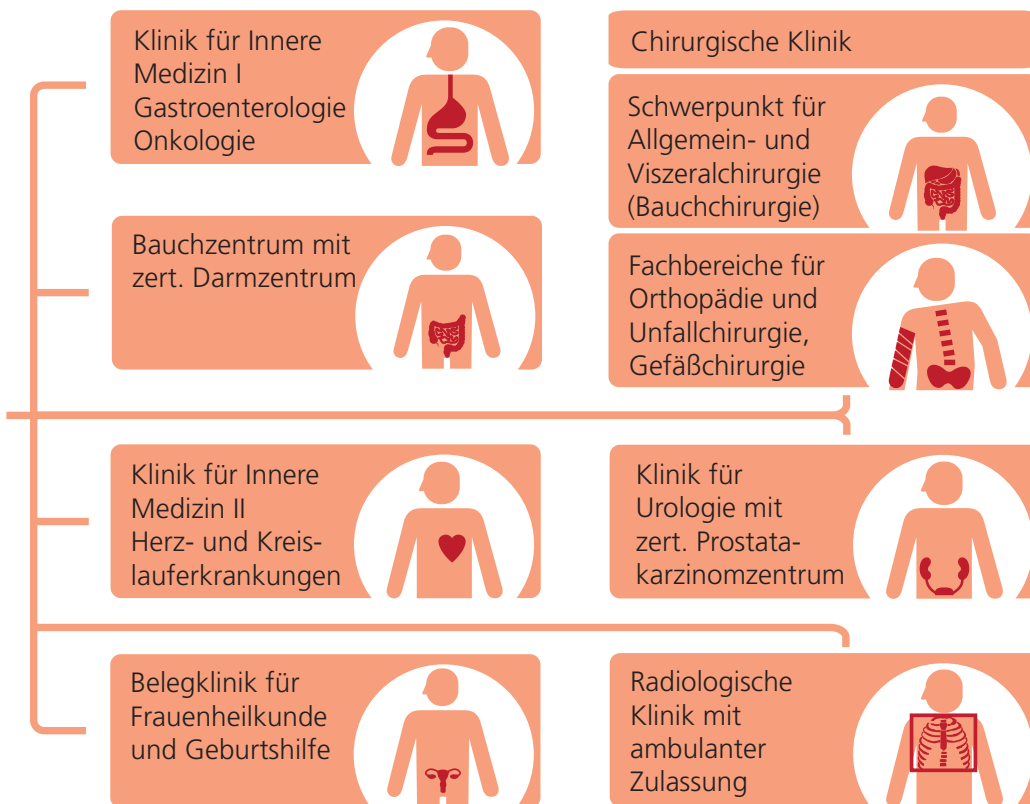 Klinik für Innere
Medizin I
Gastroenterologie
Onkologie
Bauchzentrum mit
zert. Darmzentrum
Klinik für Innere
Medizin II
Herz- und Kreis-
lauferkrankungen
Belegklinik für
Frauenheilkunde
und Geburtshilfe
Chirurgische Klinik
Schwerpunkt für
Allgemein- und
Viszeralchirurgie
(Bauchchirurgie)
Fachbereiche für
Orthopädie und
Unfallchirurgie,
Gefäßchirurgie
Klinik für
Urologie mit
zert. Prostata-
karzinomzentrum
Radiologische
Klinik mit
ambulanter
Zulassung